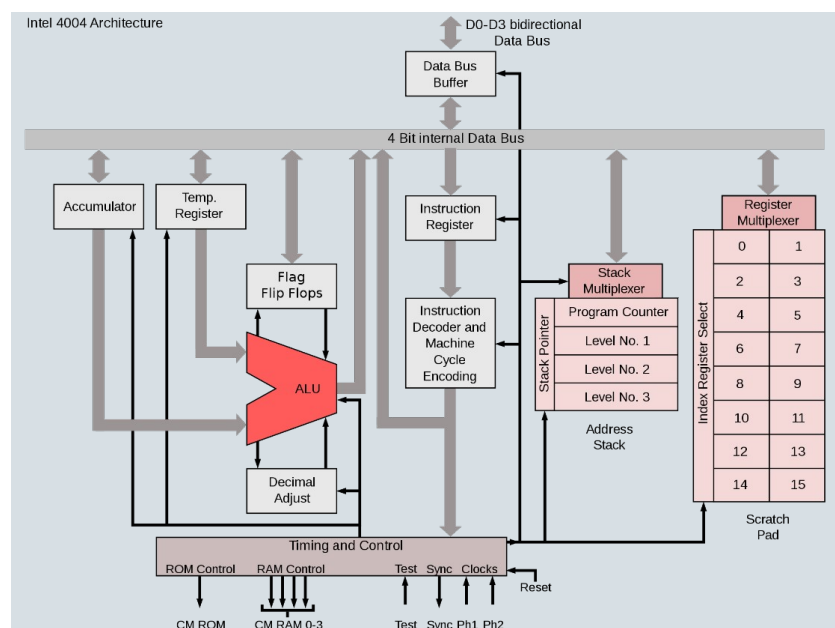 Intel 4004 Architecture
D0-D3 bidirectional
Data Bus
Data Bus
Buffer
4 Bit internal Data Bus
Accumulator
Temp.
Register
Instruction
Register
Register
Multiplexer
Flag
Flip Flops
Stack
Multiplexer
Instruction
Decoder and
Machine
Cycle
Encoding
Stack Pointer
Program Counter
Level No. 1
Level No. 2
Level No. 3
Address
Stack
Index Register Select
0 1
2 3
4 5
6 7
8 9
10 11
12 13
14 15
Scratch
Pad
ALU
Decimal
Adjust
Timing and Control
ROM Control RAM Control Test Sync Clocks
Reset
CM ROM CM RAM 0-3 Test Sync Ph1 Ph2